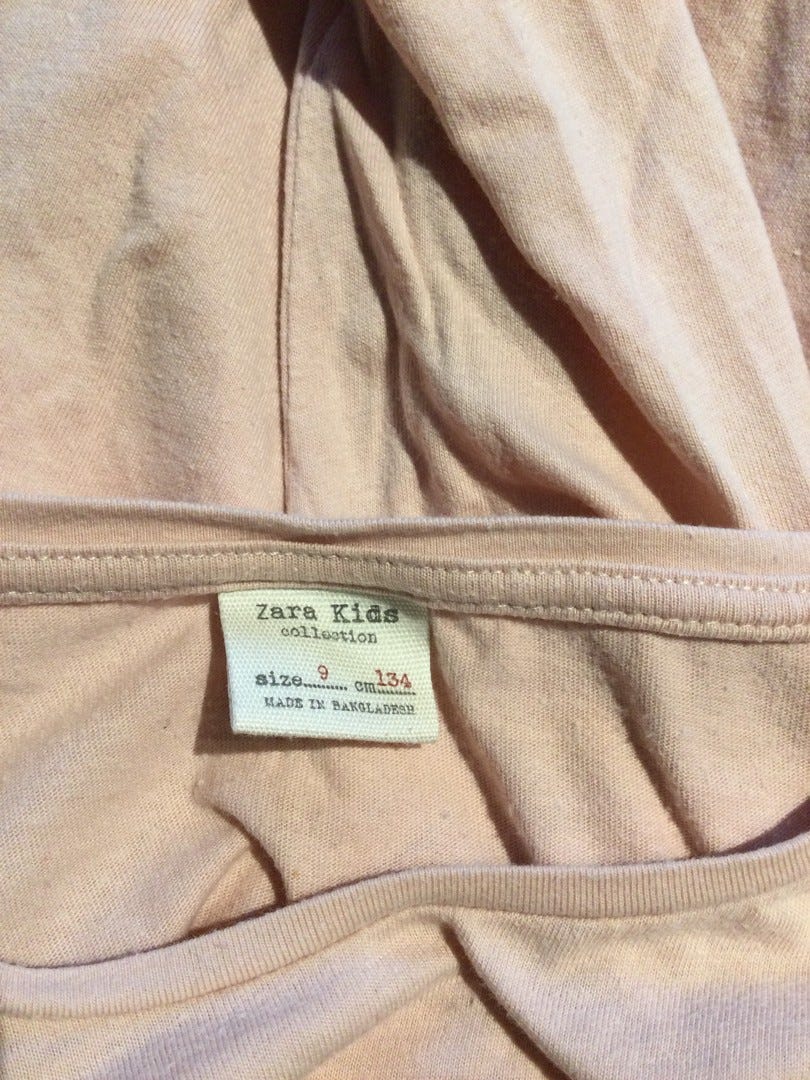 Zara Kids
collection
size 9 cm 134
MADE IN BANGLADESH